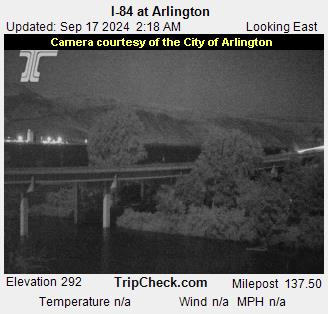 I-84 at Arlington
Updated: Sep 17 2024 2:18 AM Looking East
Camera courtesy of the City of Arlington
Elevation 292 TripCheck.com Milepost 137.50
Temperature n/a Wind n/a MPH n/a